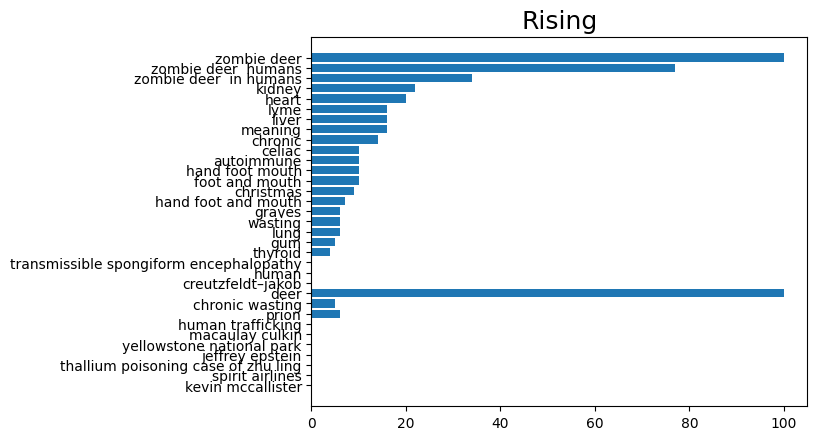 Rising
zombie deer
zombie deer  humans
zombie deer  in humans
kidney
heart
lyme
liver
meaning
chronic
celiac
autoimmune
hand foot mouth
foot and mouth
christmas
hand foot and mouth
graves
wasting
lung
gum
thyroid
transmissible spongiform encephalopathy
human
creutzfeldt–jakob
deer
chronic wasting
prion
human trafficking
macaulay culkin
yellowstone national park
jeffrey epstein
thallium poisoning case of zhu ling
spirit airlines
kevin mccallister
0 20 40 60 80 100